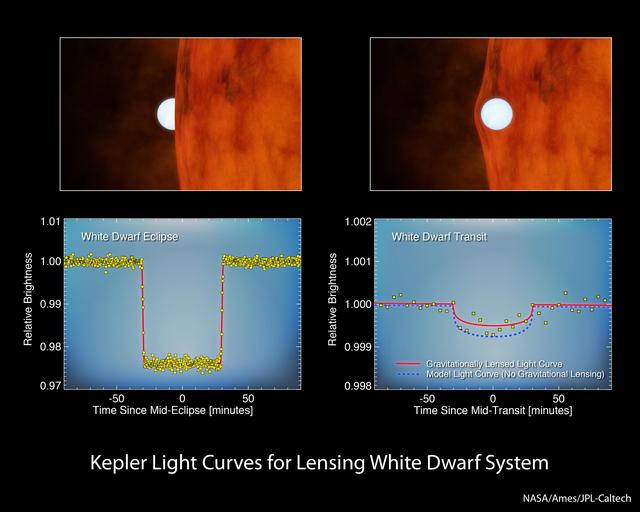 1.01
White Dwarf Eclipse
1.00
0.99
0.98
0.97
Relative Brightness
-50 0 50
Time Since Mid-Eclipse [minutes]
1.002
White Dwarf Transit
1.001
1.000
0.999
0.998
Relative Brightness
Gravitationally Lensed Light Curve
Model Light Curve (No Gravitational Lensing)
-50 0 50
Time Since Mid-Transit [minutes]
Kepler Light Curves for Lensing White Dwarf System
NASA/Ames/JPL-Caltech